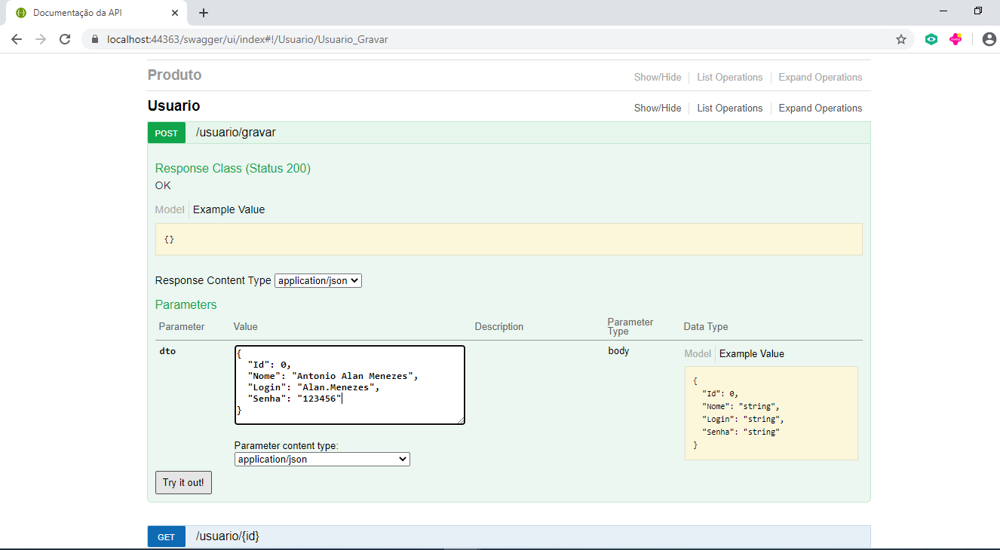 Documentação da API
localhost:44363/swagger/ui/index#!/Usuario/Usuario_Gravar
Produto
Show/Hide
List Operations
Expand Operations
Usuario
Show/Hide
List Operations
Expand Operations
POST
/usuario/gravar
Response Class (Status 200)
OK
Model
Example Value
{}
Response Content Type
application/json
Parameters
Parameter
Value
Description
Parameter
Type
Data Type
dto
{
"Id": 0,
"Nome": "Antonio Alan Menezes",
"Login": "Alan.Menezes",
"Senha": "123456"
}
Parameter content type:
application/json
body
Model
Example Value
{
"Id": 0,
"Nome": "string",
"Login": "string",
"Senha": "string"
}
Try it out!
GET
/usuario/{id}